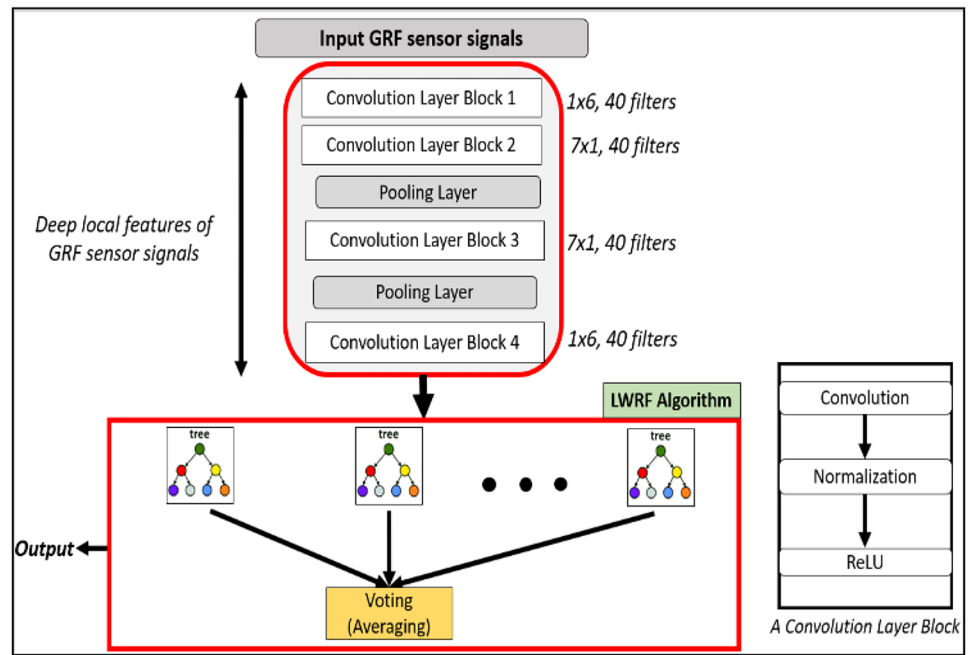 Input GRF sensor signals
Convolution Layer Block 1
1x6, 40 filters
Convolution Layer Block 2
7x1, 40 filters
Pooling Layer
Deep local features of
GRF sensor signals
Convolution Layer Block 3
7x1, 40 filters
Pooling Layer
Convolution Layer Block 4
1x6, 40 filters
LWRF Algorithm
tree
tree
tree
Output
Voting
(Averaging)
Convolution
Normalization
ReLU
A Convolution Layer Block